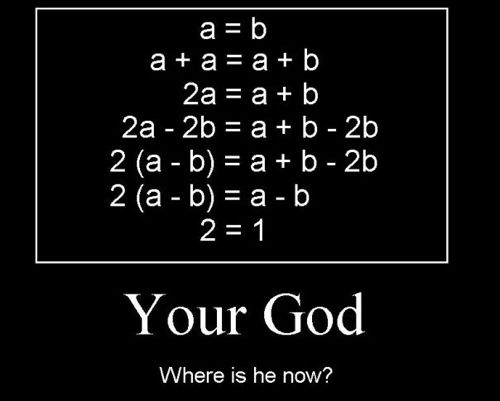 a = b
a + a = a + b
2a = a + b
2a - 2b = a + b - 2b
2 (a - b) = a + b - 2b
2 (a - b) = a - b
2 = 1
Your God
Where is he now?